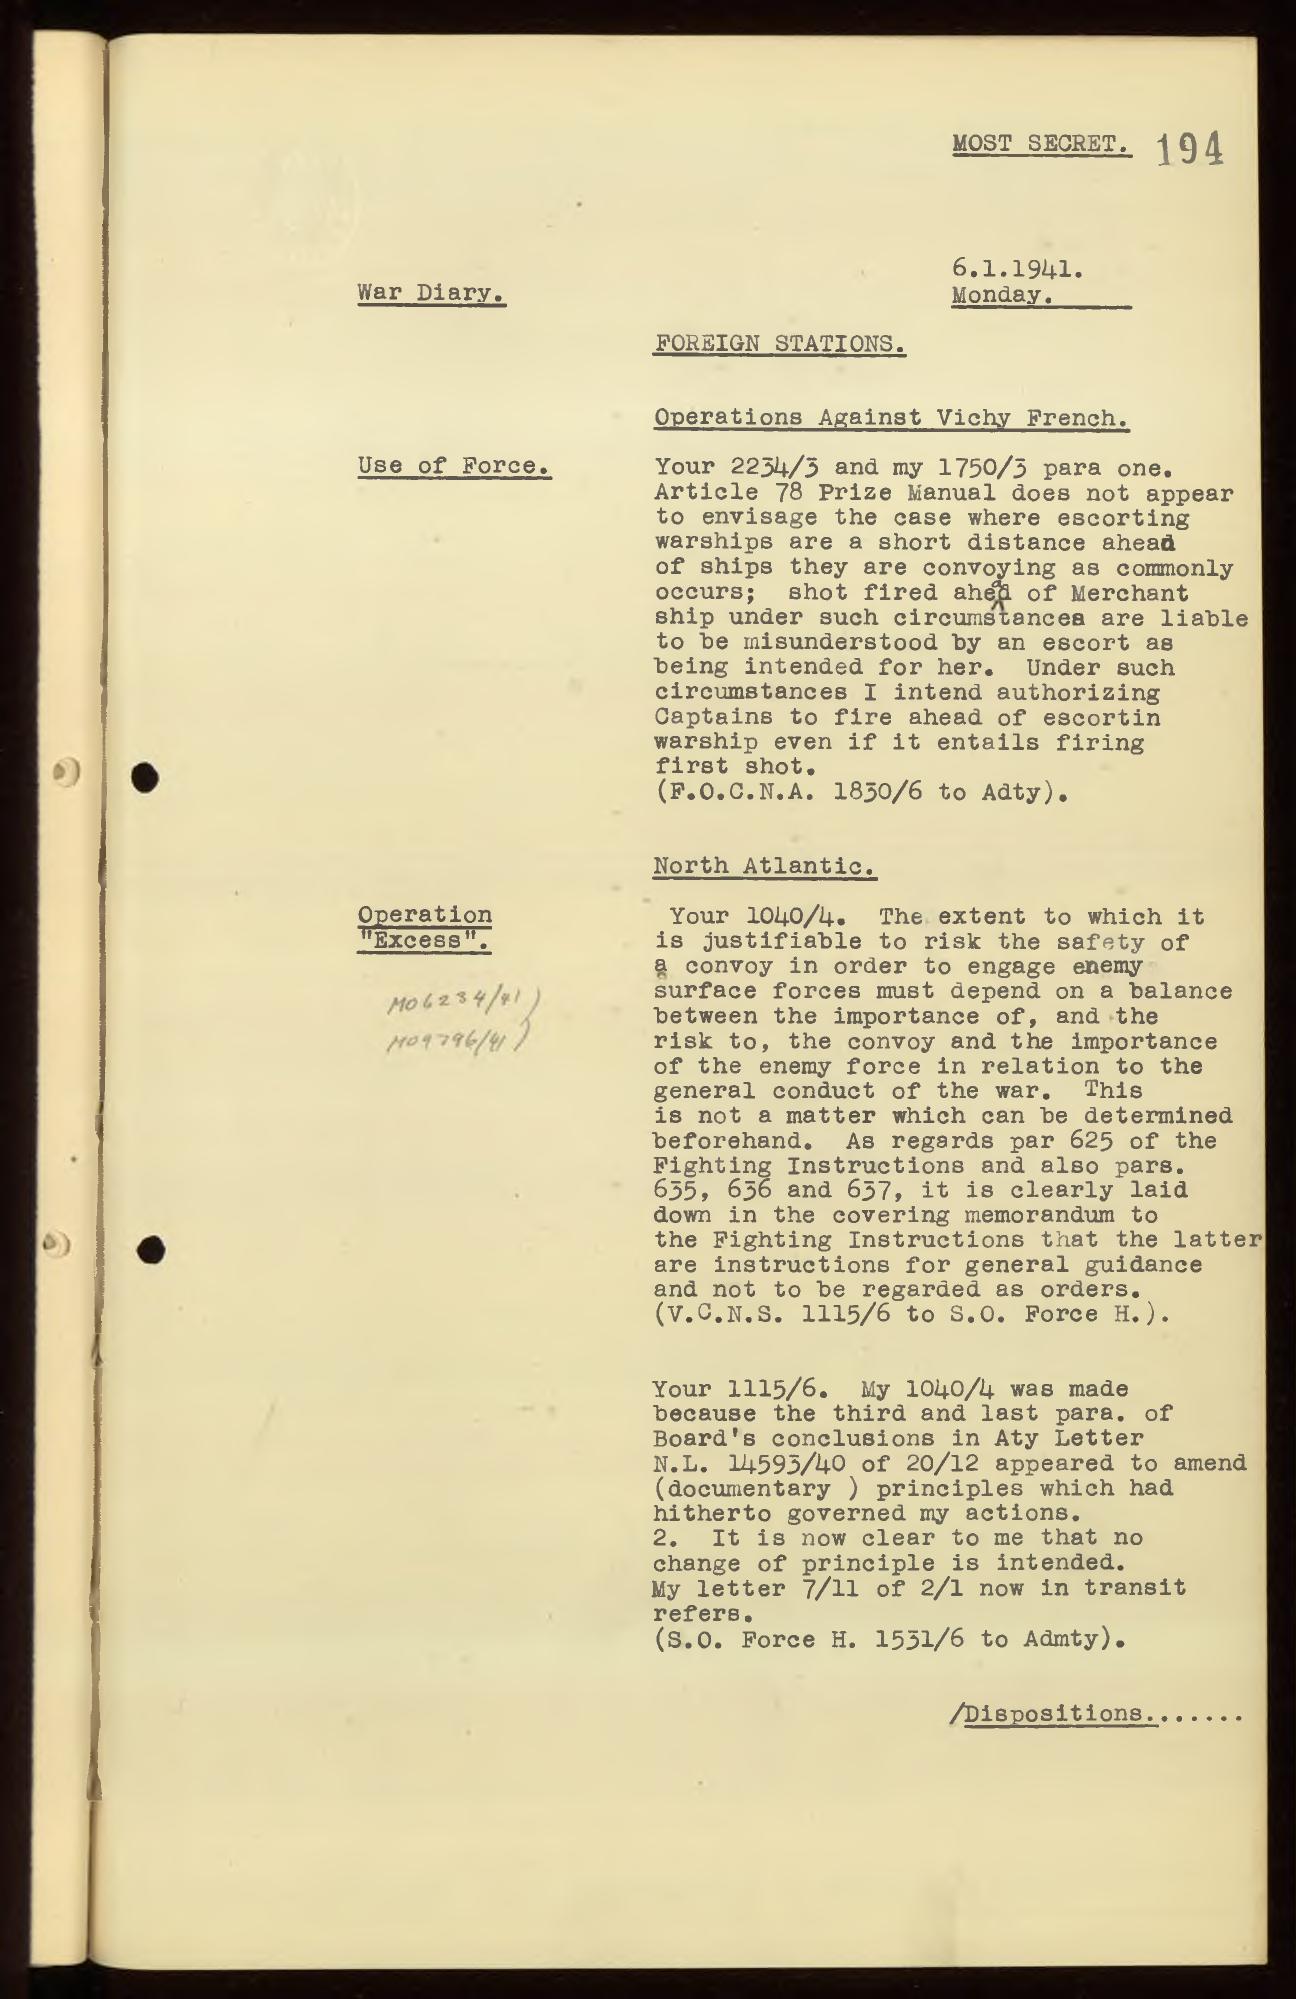 MOST SECRET. 194
6.1.1941.
War Diary.
Monday.
FOREIGN STATIONS.
Operations Against Vichy French.
Use of Force.
Your 2234/3 and my 1750/3 para one.
Article 78 Prize Manual does not appear
to envisage the case where escorting
warships are a short distance ahead
of ships they are convoying as commonly
occurs; shot fired ahead of Merchant
ship under such circumstances are liable
to be misunderstood by an escort as
being intended for her. Under such
circumstances I intend authorizing
Captains to fire ahead of escortin
warship even if it entails firing
first shot.
(F.O.C.N.A. 1830/6 to Adty).
North Atlantic.
Operation
"Excess".
M06234/41)
M09796/41)
Your 1040/4. The extent to which it
is justifiable to risk the safety of
a convoy in order to engage enemy
surface forces must depend on a balance
between the importance of, and the
risk to, the convoy and the importance
of the enemy force in relation to the
general conduct of the war. This
is not a matter which can be determined
beforehand. As regards par 625 of the
Fighting Instructions and also pars.
635, 636 and 637, it is clearly laid
down in the covering memorandum to
the Fighting Instructions that the latter
are instructions for general guidance
and not to be regarded as orders.
(V.C.N.S. 1115/6 to S.O. Force H.).
Your 1115/6. My 1040/4 was made
because the third and last para. of
Board's conclusions in Aty Letter
N.L. 14593/40 of 20/12 appeared to amend
(documentary ) principles which had
hitherto governed my actions.
2. It is now clear to me that no
change of principle is intended.
My letter 7/11 of 2/1 now in transit
refers.
(S.O. Force H. 1531/6 to Admty).
/Dispositions.......